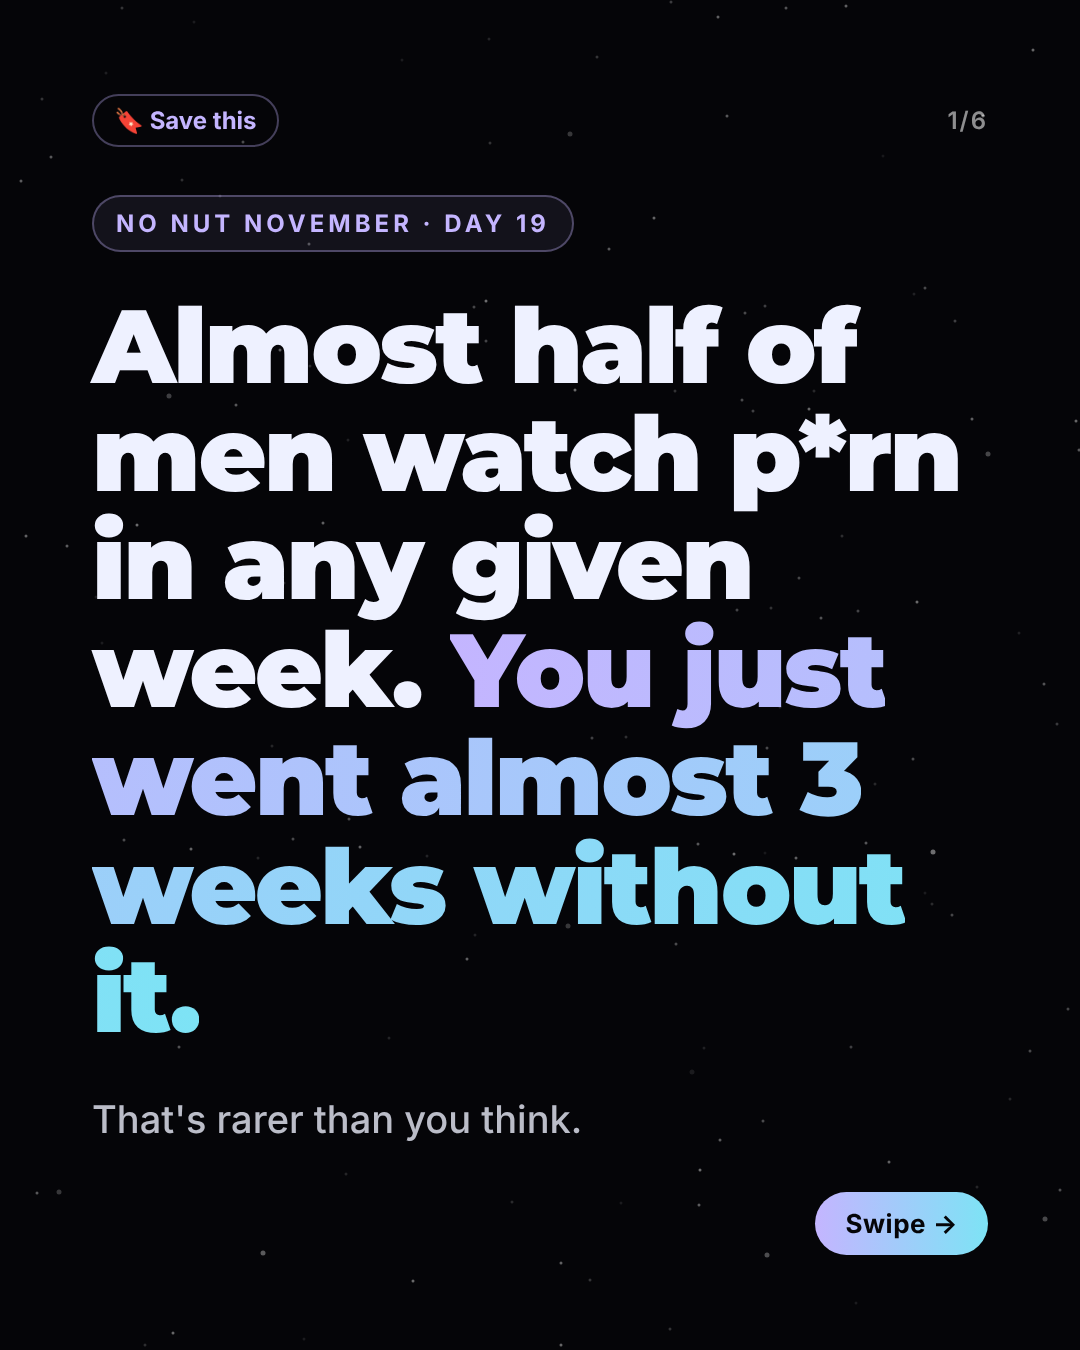 🔖 Save this
1/6
NO NUT NOVEMBER · DAY 19
Almost half of
men watch p*rn
in any given
week. You just
went almost 3
weeks without
it.
That's rarer than you think.
Swipe →